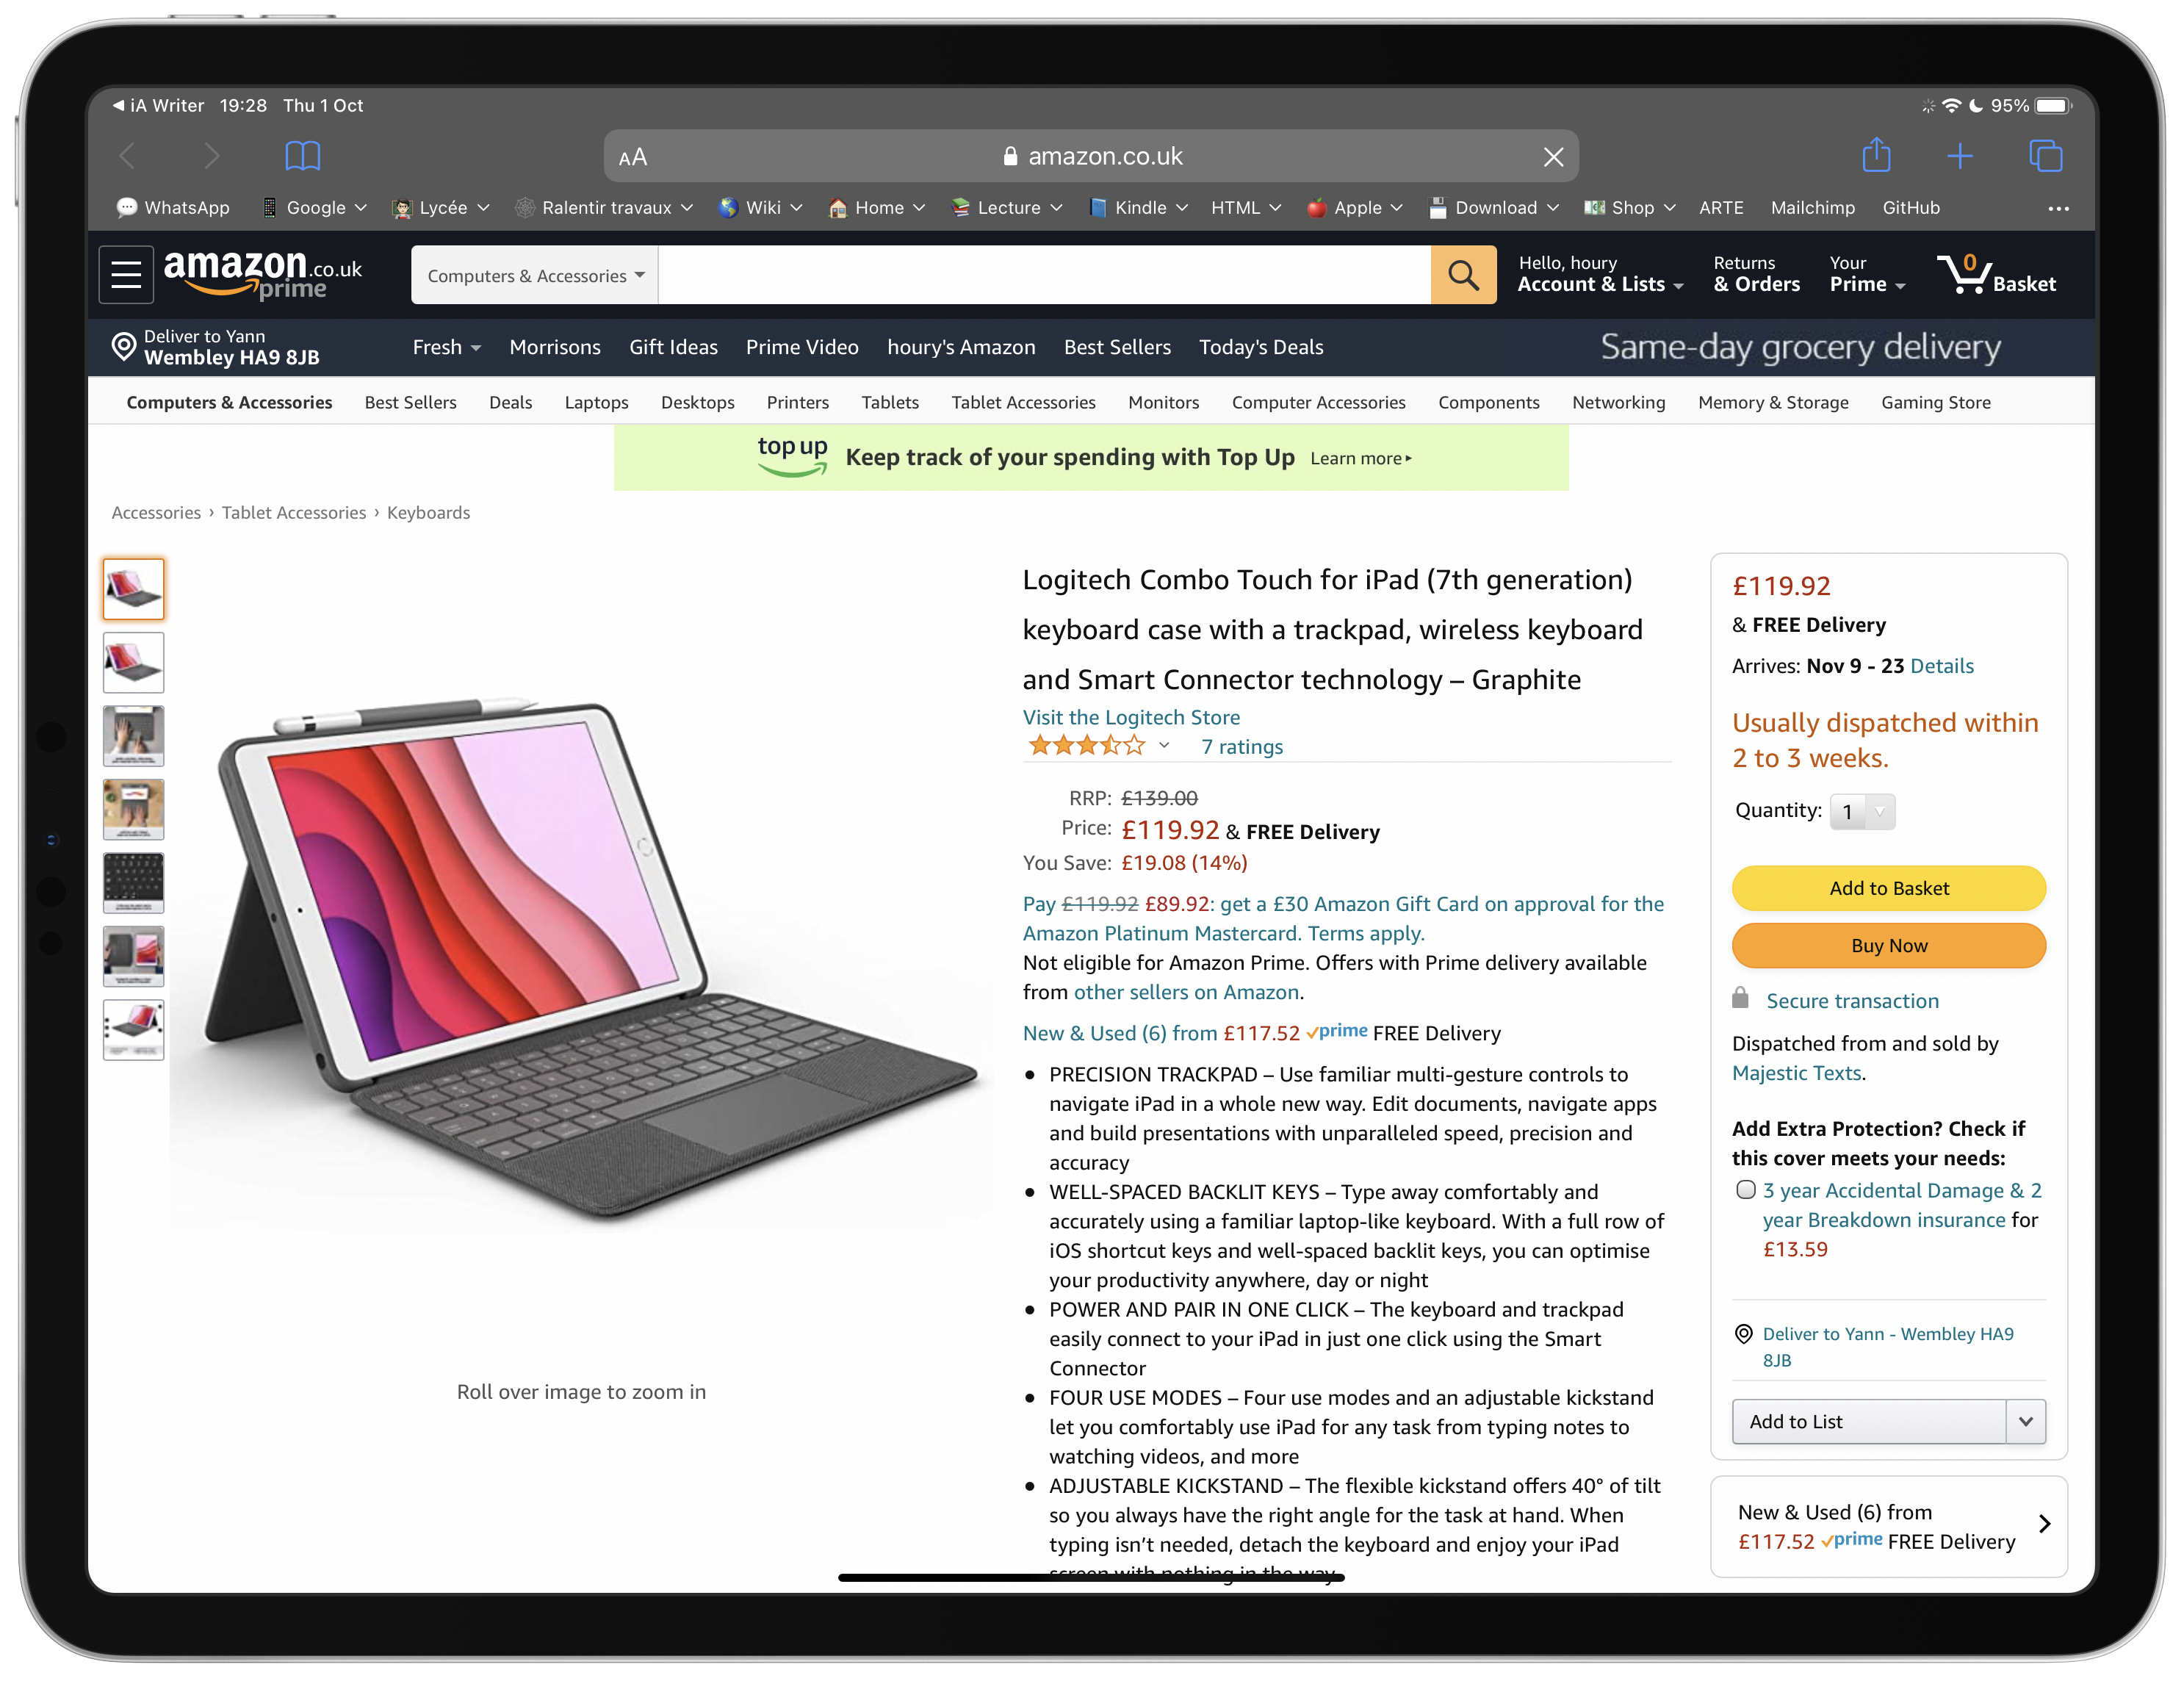 ◀ iA Writer 19:28 Thu 1 Oct
95%
AA amazon.co.uk
WhatsApp Google Lycée Ralentir travaux Wiki Home Lecture Kindle HTML Apple Download Shop ARTE Mailchimp GitHub
amazon.co.uk
prime
Computers & Accessories
Hello, houry
Account & Lists
Returns
& Orders
Your
Prime
0
Basket
Deliver to Yann
Wembley HA9 8JB
Fresh Morrisons Gift Ideas Prime Video houry's Amazon Best Sellers Today's Deals
Same-day grocery delivery
Computers & Accessories Best Sellers Deals Laptops Desktops Printers Tablets Tablet Accessories Monitors Computer Accessories Components Networking Memory & Storage Gaming Store
top up Keep track of your spending with Top Up Learn more ▸
Accessories › Tablet Accessories › Keyboards
Roll over image to zoom in
Logitech Combo Touch for iPad (7th generation)
keyboard case with a trackpad, wireless keyboard
and Smart Connector technology – Graphite
Visit the Logitech Store
7 ratings
RRP: £139.00
Price: £119.92 & FREE Delivery
You Save: £19.08 (14%)
Pay £119.92 £89.92: get a £30 Amazon Gift Card on approval for the
Amazon Platinum Mastercard. Terms apply.
Not eligible for Amazon Prime. Offers with Prime delivery available
from other sellers on Amazon.
New & Used (6) from £117.52 prime FREE Delivery
• PRECISION TRACKPAD – Use familiar multi-gesture controls to
navigate iPad in a whole new way. Edit documents, navigate apps
and build presentations with unparalleled speed, precision and
accuracy
• WELL-SPACED BACKLIT KEYS – Type away comfortably and
accurately using a familiar laptop-like keyboard. With a full row of
iOS shortcut keys and well-spaced backlit keys, you can optimise
your productivity anywhere, day or night
• POWER AND PAIR IN ONE CLICK – The keyboard and trackpad
easily connect to your iPad in just one click using the Smart
Connector
• FOUR USE MODES – Four use modes and an adjustable kickstand
let you comfortably use iPad for any task from typing notes to
watching videos, and more
• ADJUSTABLE KICKSTAND – The flexible kickstand offers 40° of tilt
so you always have the right angle for the task at hand. When
typing isn't needed, detach the keyboard and enjoy your iPad
screen with nothing in the way
£119.92
& FREE Delivery
Arrives: Nov 9 - 23 Details
Usually dispatched within
2 to 3 weeks.
Quantity: 1
Add to Basket
Buy Now
Secure transaction
Dispatched from and sold by
Majestic Texts.
Add Extra Protection? Check if
this cover meets your needs:
3 year Accidental Damage & 2
year Breakdown insurance for
£13.59
Deliver to Yann - Wembley HA9
8JB
Add to List
New & Used (6) from
£117.52 prime FREE Delivery